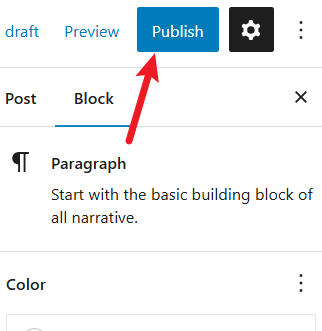 draft Preview Publish
Post Block
Paragraph
Start with the basic building block of
all narrative.
Color